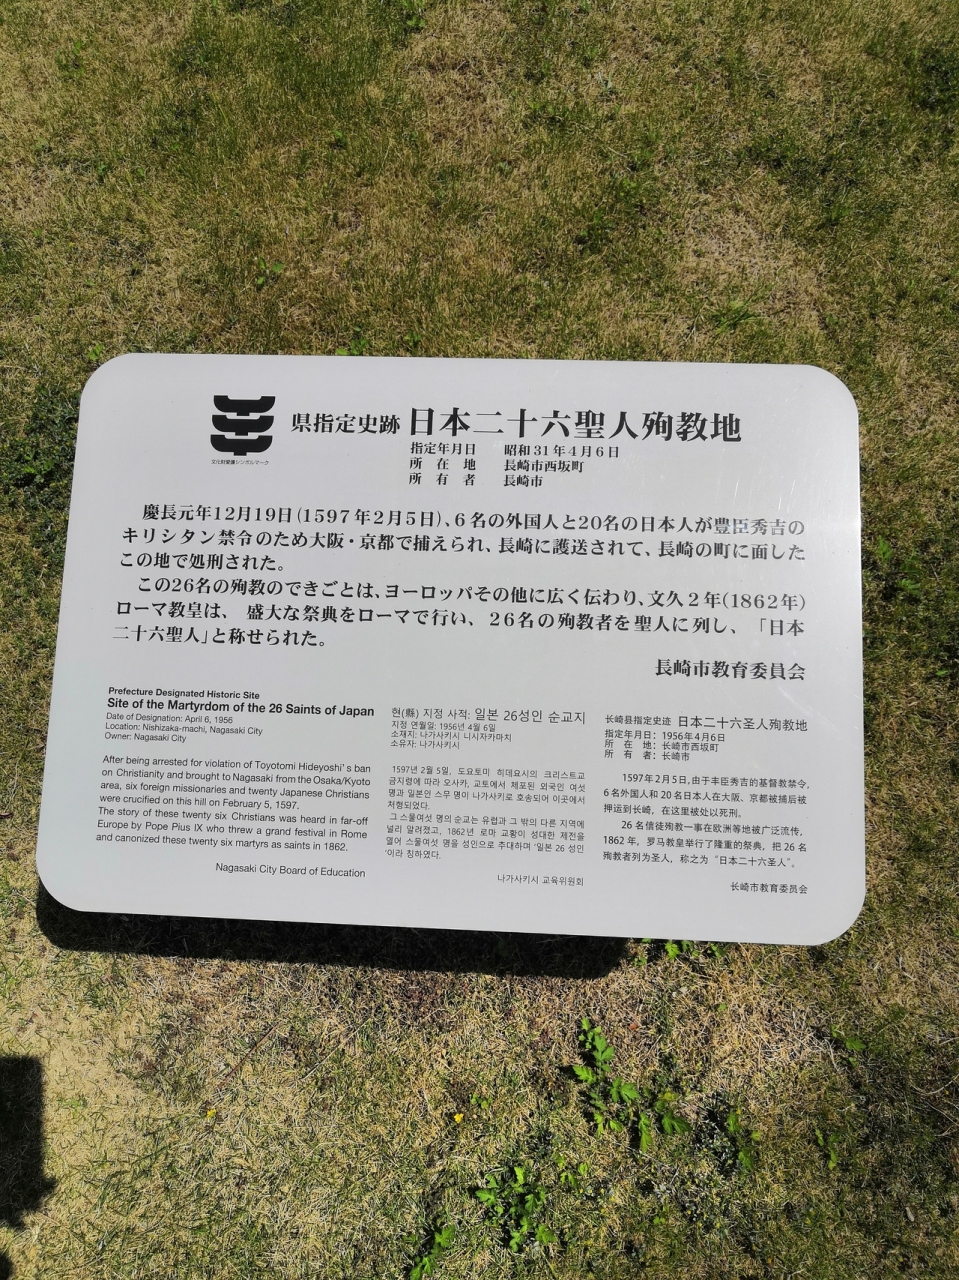 県指定史跡 日本二十六聖人殉教地
文化財愛護シンボルマーク
指定年月日 昭和31年4月6日
所在地 長崎市西坂町
所有者 長崎市
慶長元年12月19日(1597年2月5日)、6名の外国人と20名の日本人が豊臣秀吉の
キリシタン禁令のため大阪・京都で捕えられ、長崎に護送されて、長崎の町に面した
この地で処刑された。
この26名の殉教のできごとは、ヨーロッパその他に広く伝わり、文久2年(1862年)
ローマ教皇は、盛大な祭典をローマで行い、26名の殉教者を聖人に列し、「日本
二十六聖人」と称せられた。
長崎市教育委員会
Prefecture Designated Historic Site
Site of the Martyrdom of the 26 Saints of Japan
Date of Designation: April 6, 1956
Location: Nishizaka-machi, Nagasaki City
Owner: Nagasaki City
After being arrested for violation of Toyotomi Hideyoshi's ban
on Christianity and brought to Nagasaki from the Osaka/Kyoto
area, six foreign missionaries and twenty Japanese Christians
were crucified on this hill on February 5, 1597.
The story of these twenty six Christians was heard in far-off
Europe by Pope Pius IX who threw a grand festival in Rome
and canonized these twenty six martyrs as saints in 1862.
Nagasaki City Board of Education
현(縣) 지정 사적: 일본 26성인 순교지
지정 연월일: 1956년 4월 6일
소재지: 나가사키시 니시자카마치
소유자: 나가사키시
1597년 2월 5일, 도요토미 히데요시의 크리스트교
금지령에 따라 오사카, 교토에서 체포된 외국인 여섯
명과 일본인 스무 명이 나가사키로 호송되어 이곳에서
처형되었다.
그 스물여섯 명의 순교는 유럽과 그 밖의 다른 지역에
널리 알려졌고, 1862년 로마 교황이 성대한 제전을
열어 스물여섯 명을 성인으로 추대하며 '일본 26 성인
'이라 칭하였다.
나가사키시 교육위원회
长崎县指定史迹 日本二十六圣人殉教地
指定年月日：1956年4月6日
所在地：长崎市西坂町
所有者：长崎市
1597年2月5日,由于丰臣秀吉的基督教禁令,
6名外国人和20名日本人在大阪、京都被捕后被
押运到长崎，在这里被处以死刑。
26名信徒殉教一事在欧洲等地被广泛流传，
1862年，罗马教皇举行了隆重的祭典，把26名
殉教者列为圣人，称之为“日本二十六圣人”。
长崎市教育委员会